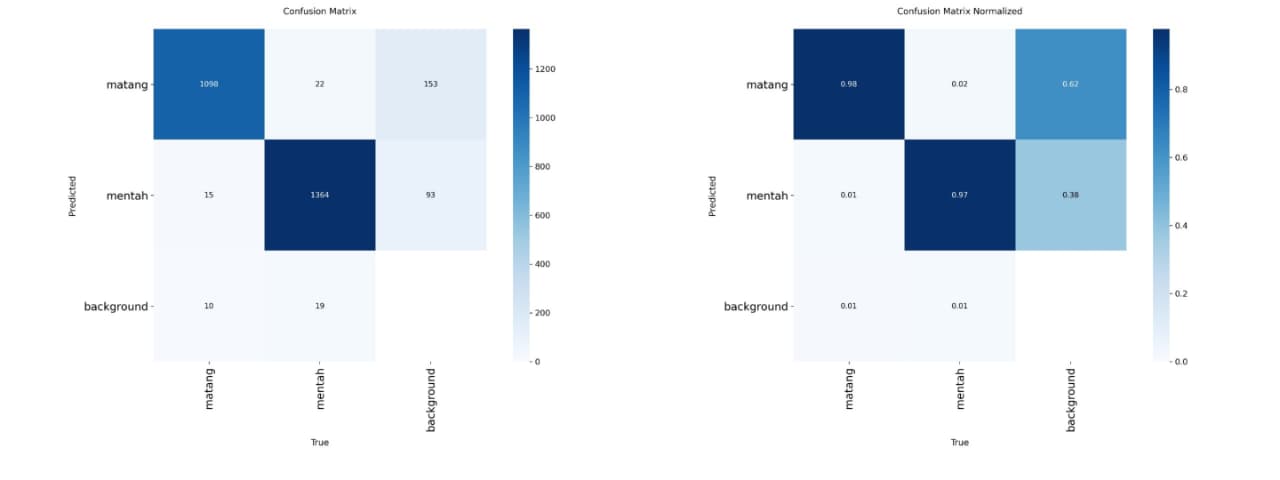 Confusion Matrix
matang
1098
22
153
mentah
15
1364
93
background
10
19
matang
mentah
background
True
Predicted
1200
1000
800
600
400
200
0
Confusion Matrix Normalized
matang
0.98
0.02
0.62
mentah
0.01
0.97
0.38
background
0.01
0.01
matang
mentah
background
True
Predicted
0.8
0.6
0.4
0.2
0.0